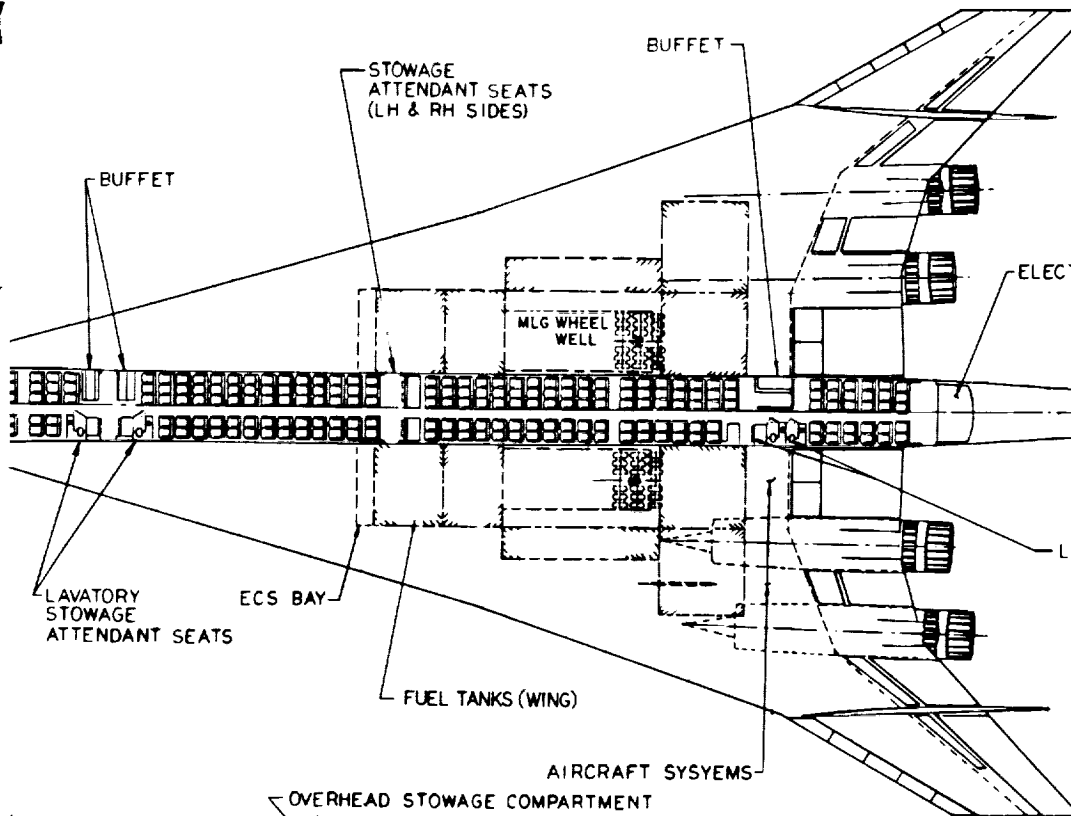 BUFFET
STOWAGE
ATTENDANT SEATS
(LH & RH SIDES)
BUFFET
ELECT
MLG WHEEL
WELL
L
LAVATORY
STOWAGE
ATTENDANT SEATS
ECS BAY
FUEL TANKS (WING)
AIRCRAFT SYSYEMS
OVERHEAD STOWAGE COMPARTMENT